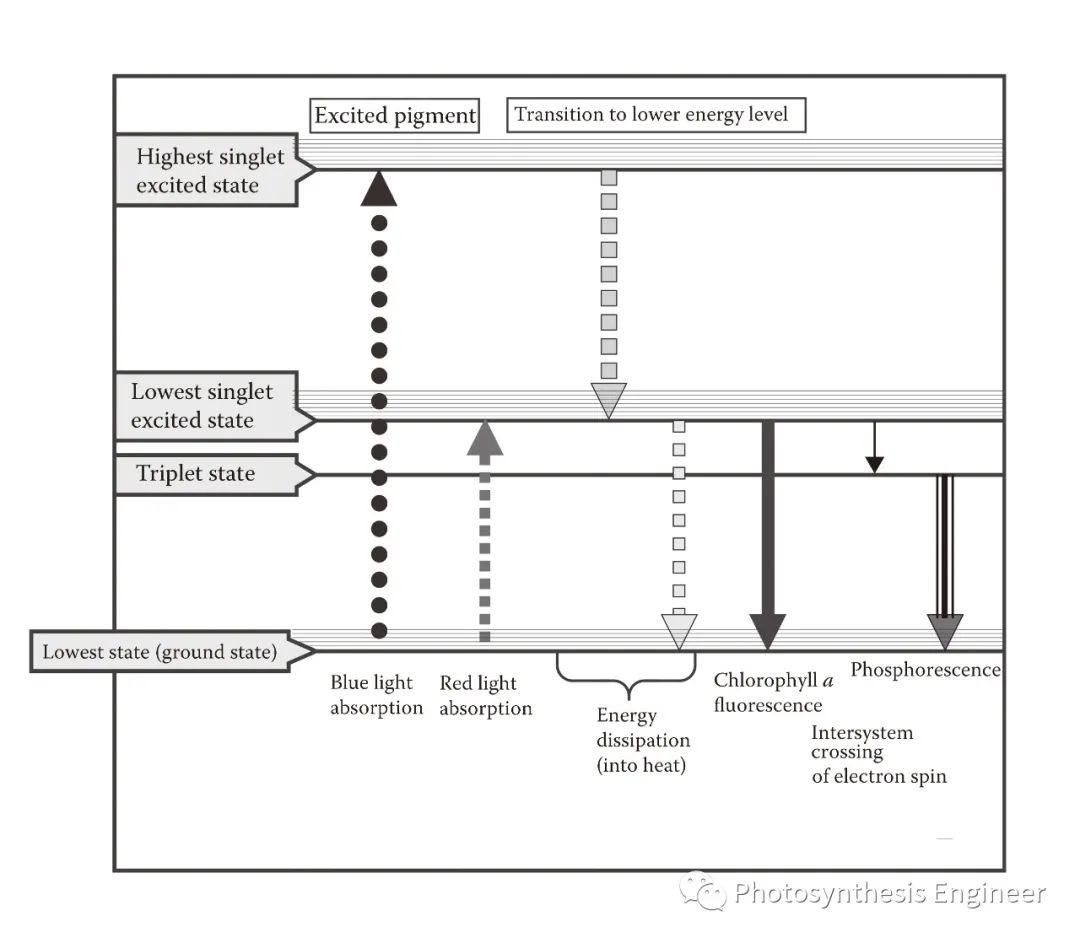 Excited pigment
Transition to lower energy level
Highest singlet
excited state
Lowest singlet
excited state
Triplet state
Lowest state (ground state)
Blue light
absorption
Red light
absorption
Energy
dissipation
(into heat)
Chlorophyll a
fluorescence
Phosphorescence
Intersystem
crossing
of electron spin
Photosynthesis Engineer